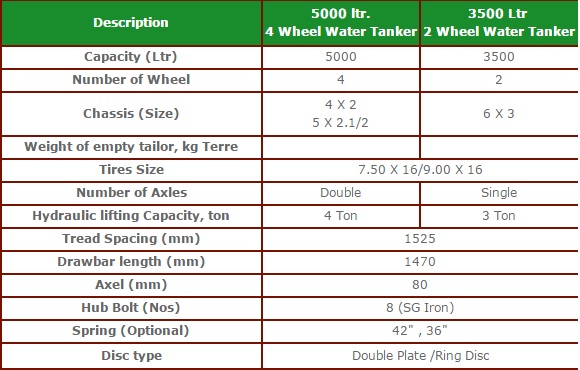 Description
5000 ltr.
4 Wheel Water Tanker
3500 Ltr
2 Wheel Water Tanker
Capacity (Ltr) 5000 3500
Number of Wheel 4 2
Chassis (Size)
4 X 2
5 X 2.1/2
6 X 3
Weight of empty tailor, kg Terre
Tires Size 7.50 X 16/9.00 X 16
Number of Axles Double Single
Hydraulic lifting Capacity, ton 4 Ton 3 Ton
Tread Spacing (mm) 1525
Drawbar length (mm) 1470
Axel (mm) 80
Hub Bolt (Nos) 8 (SG Iron)
Spring (Optional) 42" , 36"
Disc type Double Plate /Ring Disc